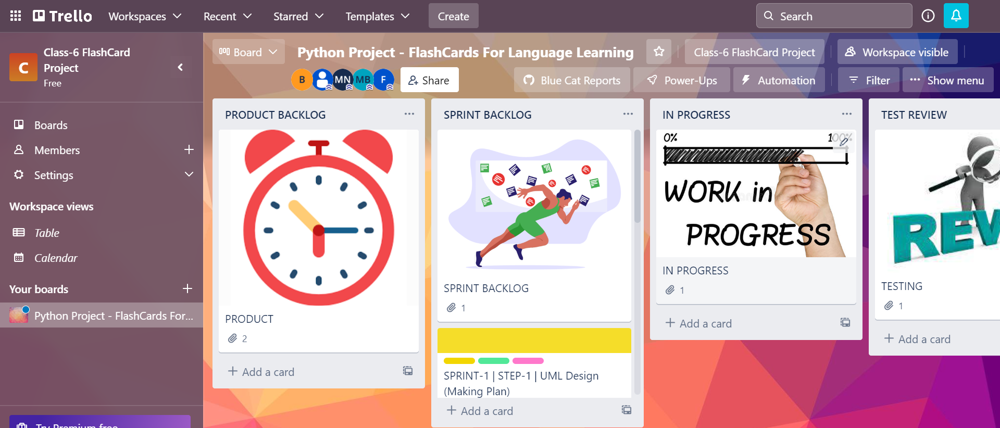 Trello
Workspaces
Recent
Starred
Templates
Create
Search
C
Class-6 FlashCard
Project
Free
Boards
Members
Settings
Workspace views
Table
Calendar
Your boards
Python Project - FlashCards For...
Try Premium free
Board
Python Project - FlashCards For Language Learning
Class-6 FlashCard Project
Workspace visible
B
MN
MB
F
Share
Blue Cat Reports
Power-Ups
Automation
Filter
Show menu
PRODUCT BACKLOG
PRODUCT
2
Add a card
SPRINT BACKLOG
SPRINT BACKLOG
1
SPRINT-1 | STEP-1 | UML Design
(Making Plan)
Add a card
IN PROGRESS
0% 100%
WORK in
PROGRESS
IN PROGRESS
1
Add a card
TEST REVIEW
REV
TESTING
1
Add a card